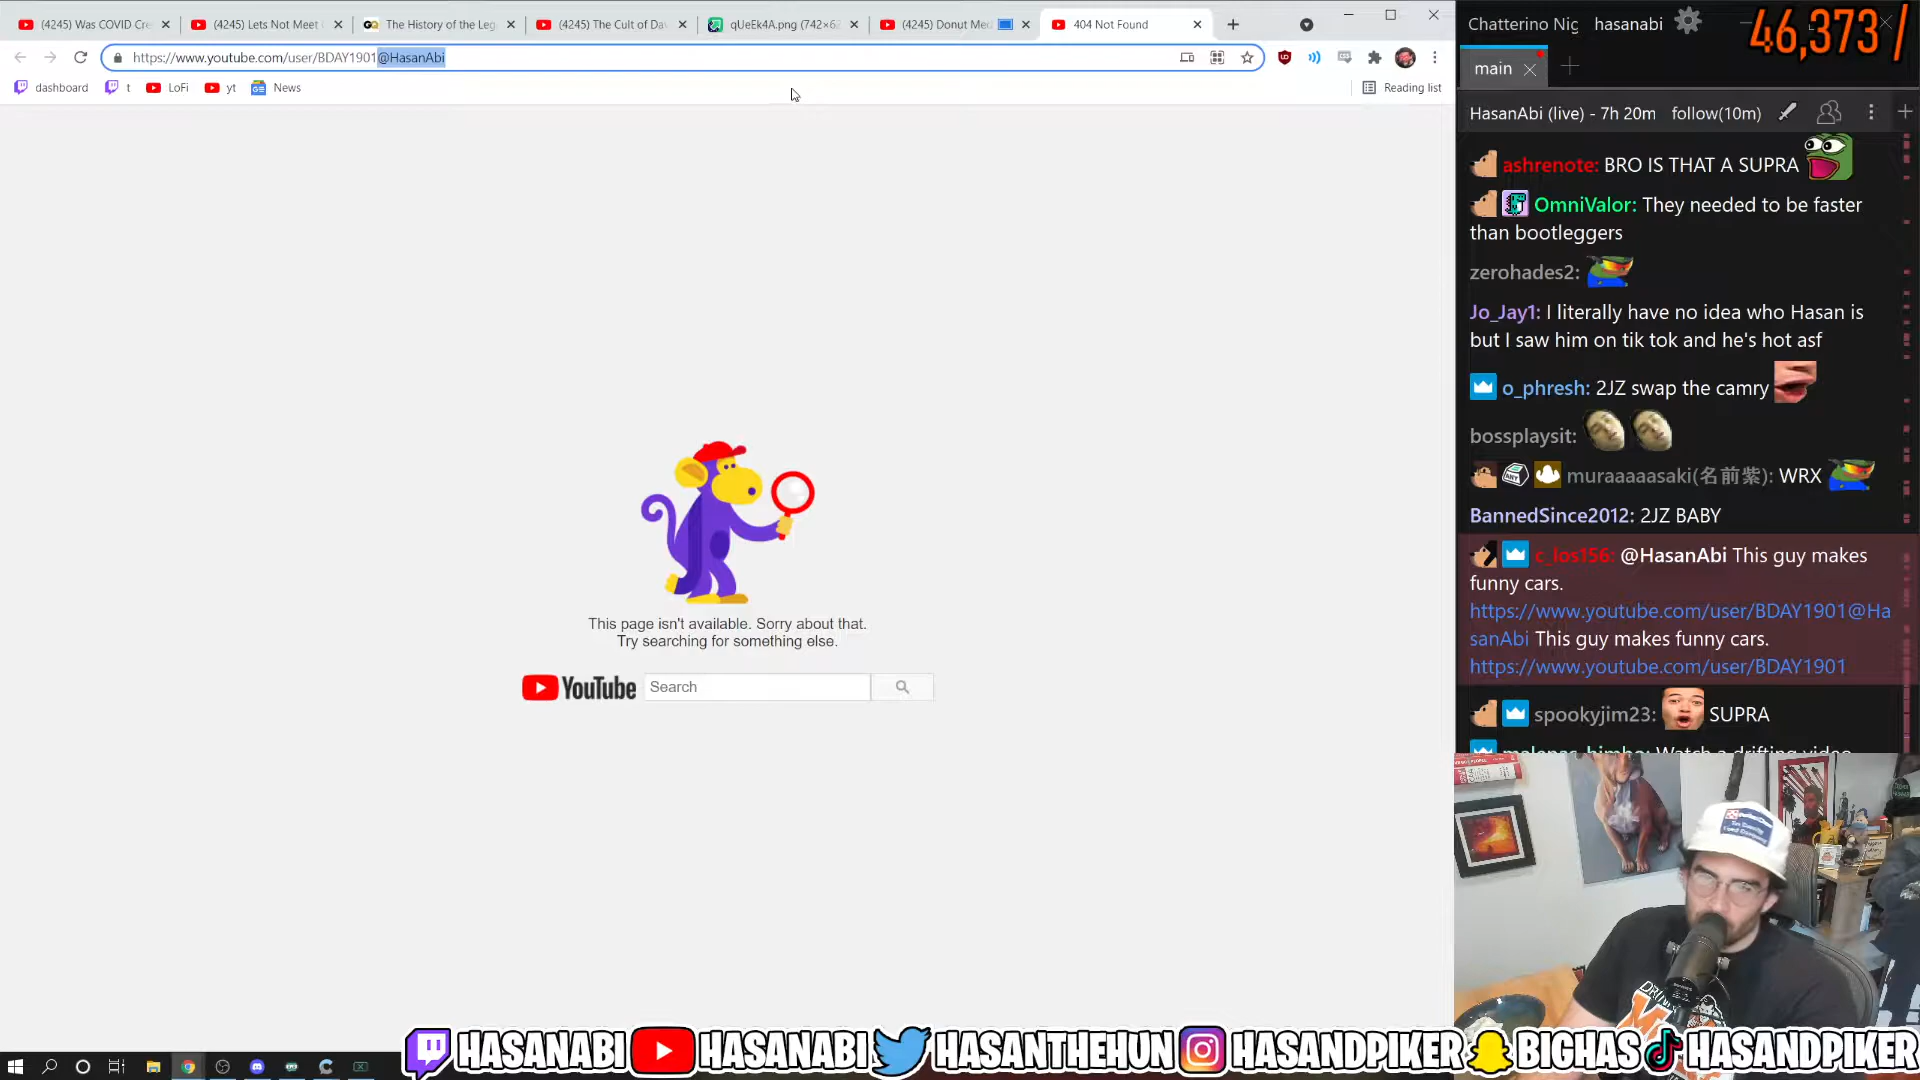 (4245) Was COVID Cre
(4245) Lets Not Meet
The History of the Leg
(4245) The Cult of Da
qUeEk4A.png (742×6
(4245) Donut Med
404 Not Found
https://www.youtube.com/user/BDAY1901@HasanAbi
dashboard
t
LoFi
yt
News
Reading list
This page isn't available. Sorry about that.
Try searching for something else.
YouTube
Search
Chatterino Nig
hasanabi
46,373 /
main
HasanAbi (live) - 7h 20m
follow(10m)
ashrenote: BRO IS THAT A SUPRA
OmniValor: They needed to be faster
than bootleggers
zerohades2:
Jo_Jay1: I literally have no idea who Hasan is
but I saw him on tik tok and he's hot asf
o_phresh: 2JZ swap the camry
bossplaysit:
muraaaaasaki(名前紫): WRX
BannedSince2012: 2JZ BABY
c_los156: @HasanAbi This guy makes
funny cars.
https://www.youtube.com/user/BDAY1901@Ha
sanAbi This guy makes funny cars.
https://www.youtube.com/user/BDAY1901
spookyjim23: SUPRA
Watch a drifting video
HASANABI
HASANABI
HASANTHEHUN
HASANDPIKER
BIGHAS
HASANDPIKER